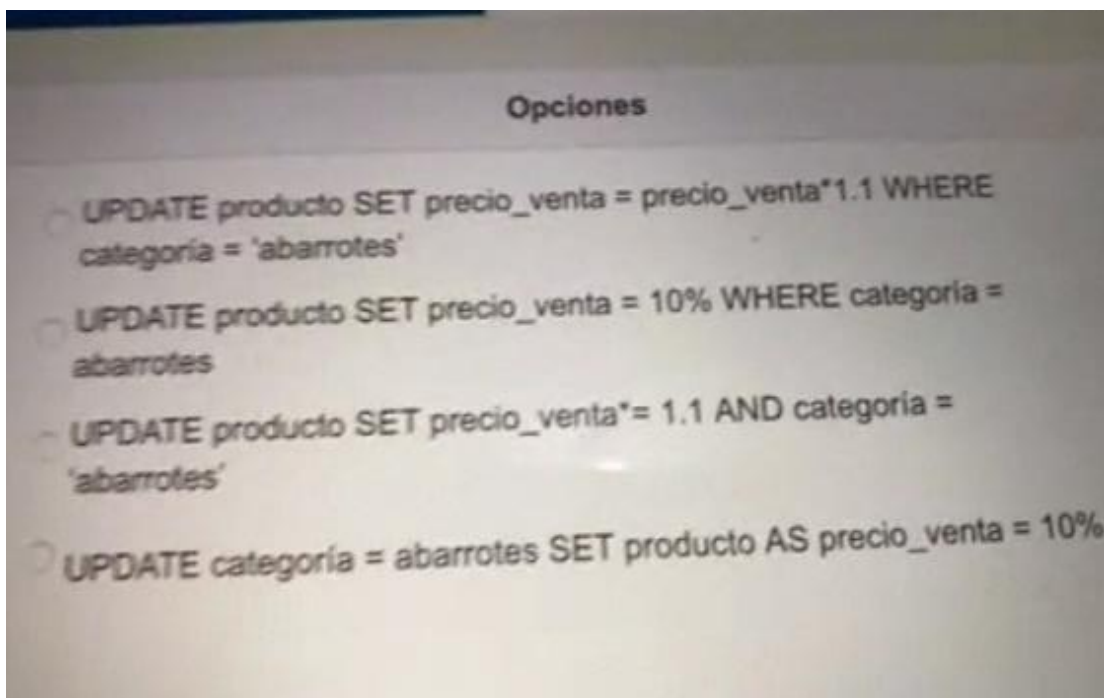 Opciones
UPDATE producto SET precio_venta = precio_venta*1.1 WHERE
categoría = 'abarrotes'
UPDATE producto SET precio_venta = 10% WHERE categoría =
abarrotes
UPDATE producto SET precio_venta*= 1.1 AND categoría =
'abarrotes'
UPDATE categoría = abarrotes SET producto AS precio_venta = 10%